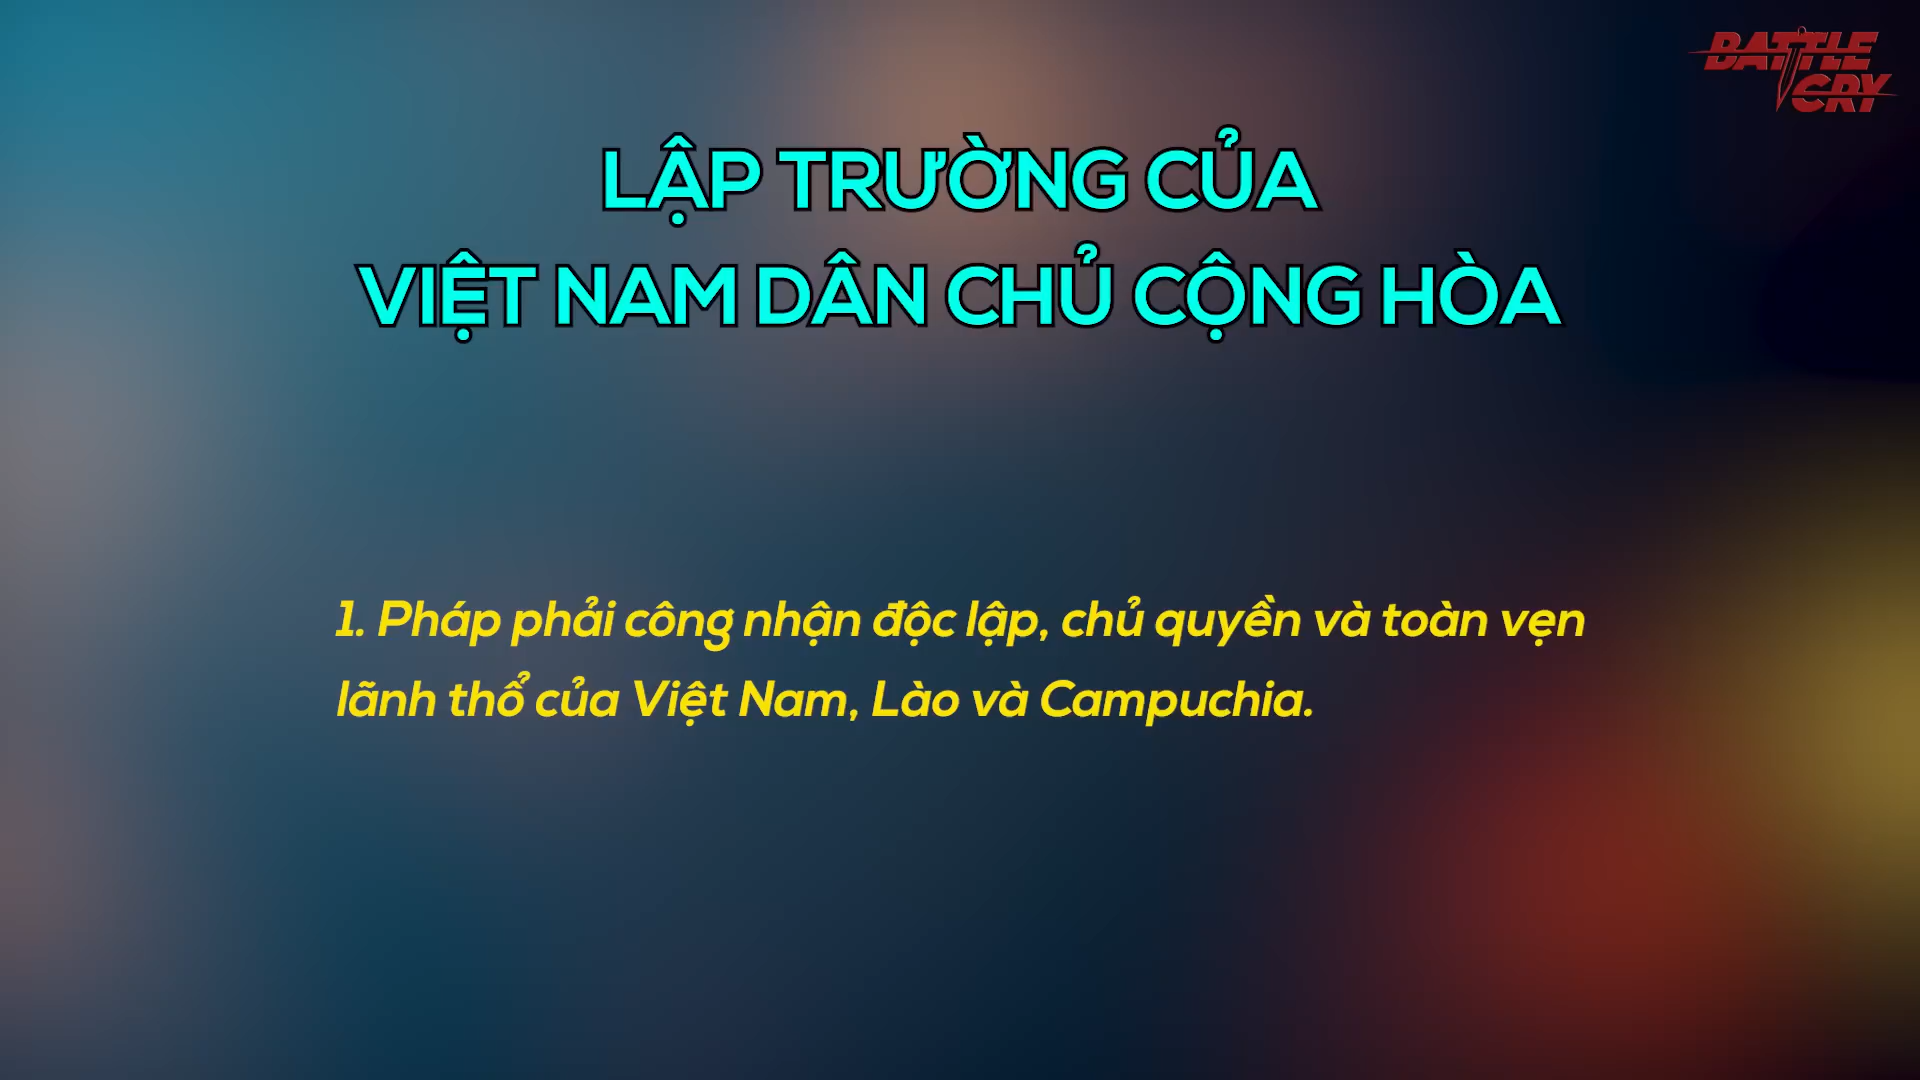 BATTLE
CRY
LẬP TRƯỜNG CỦA
VIỆT NAM DÂN CHỦ CỘNG HÒA
1. Pháp phải công nhận độc lập, chủ quyền và toàn vẹn
lãnh thổ của Việt Nam, Lào và Campuchia.